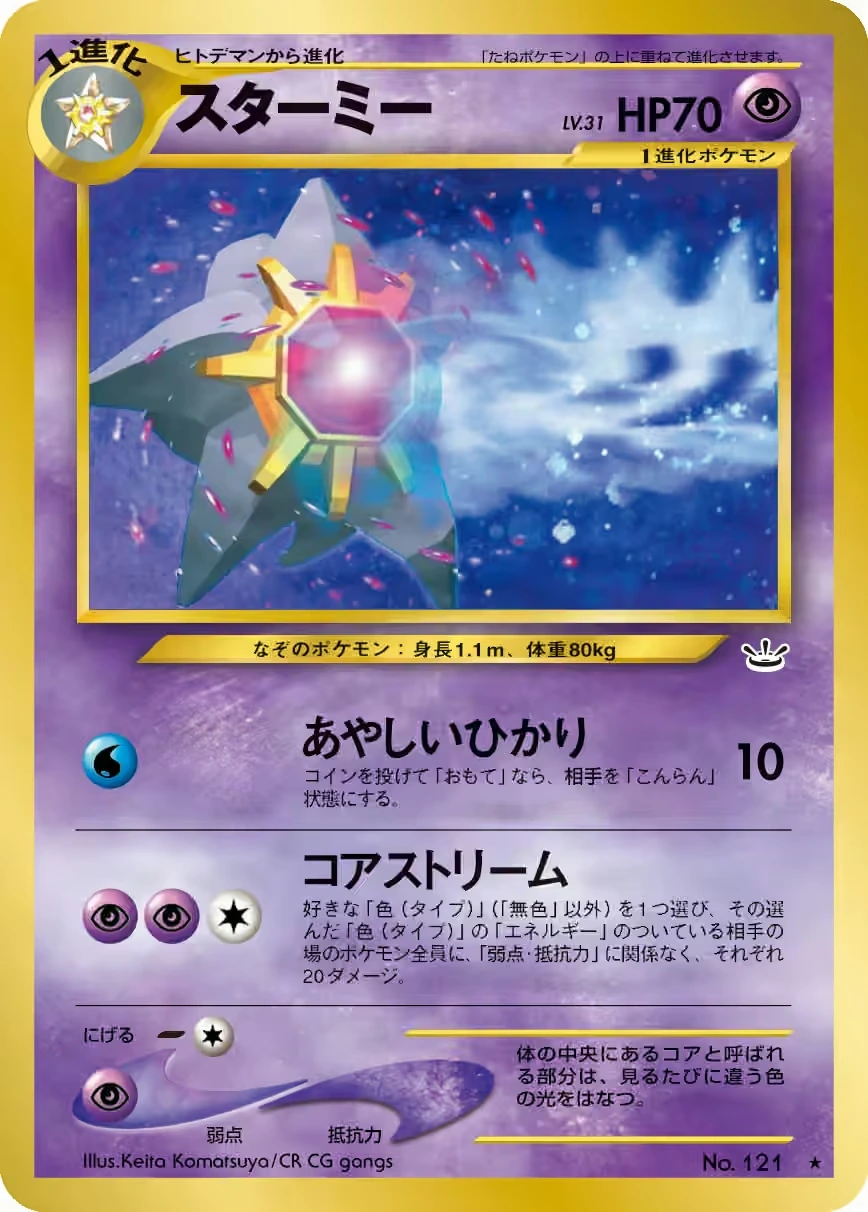 1進化
ヒトデマンから進化
「たねポケモン」の上に重ねて進化させます。
スターミー
LV.31 HP70
1進化ポケモン
なぞのポケモン：身長1.1m、体重80kg
あやしいひかり 10
コインを投げて「おもて」なら、相手を「こんらん」
状態にする。
コアストリーム
好きな「色（タイプ）」（「無色」以外）を1つ選び、その選
んだ「色（タイプ）」の「エネルギー」のついている相手の
場のポケモン全員に、「弱点・抵抗力」に関係なく、それぞれ
20ダメージ。
にげる
体の中央にあるコアと呼ばれ
る部分は、見るたびに違う色
の光をはなつ。
弱点 抵抗力
Illus.Keita Komatsuya/CR CG gangs
No. 121 ★